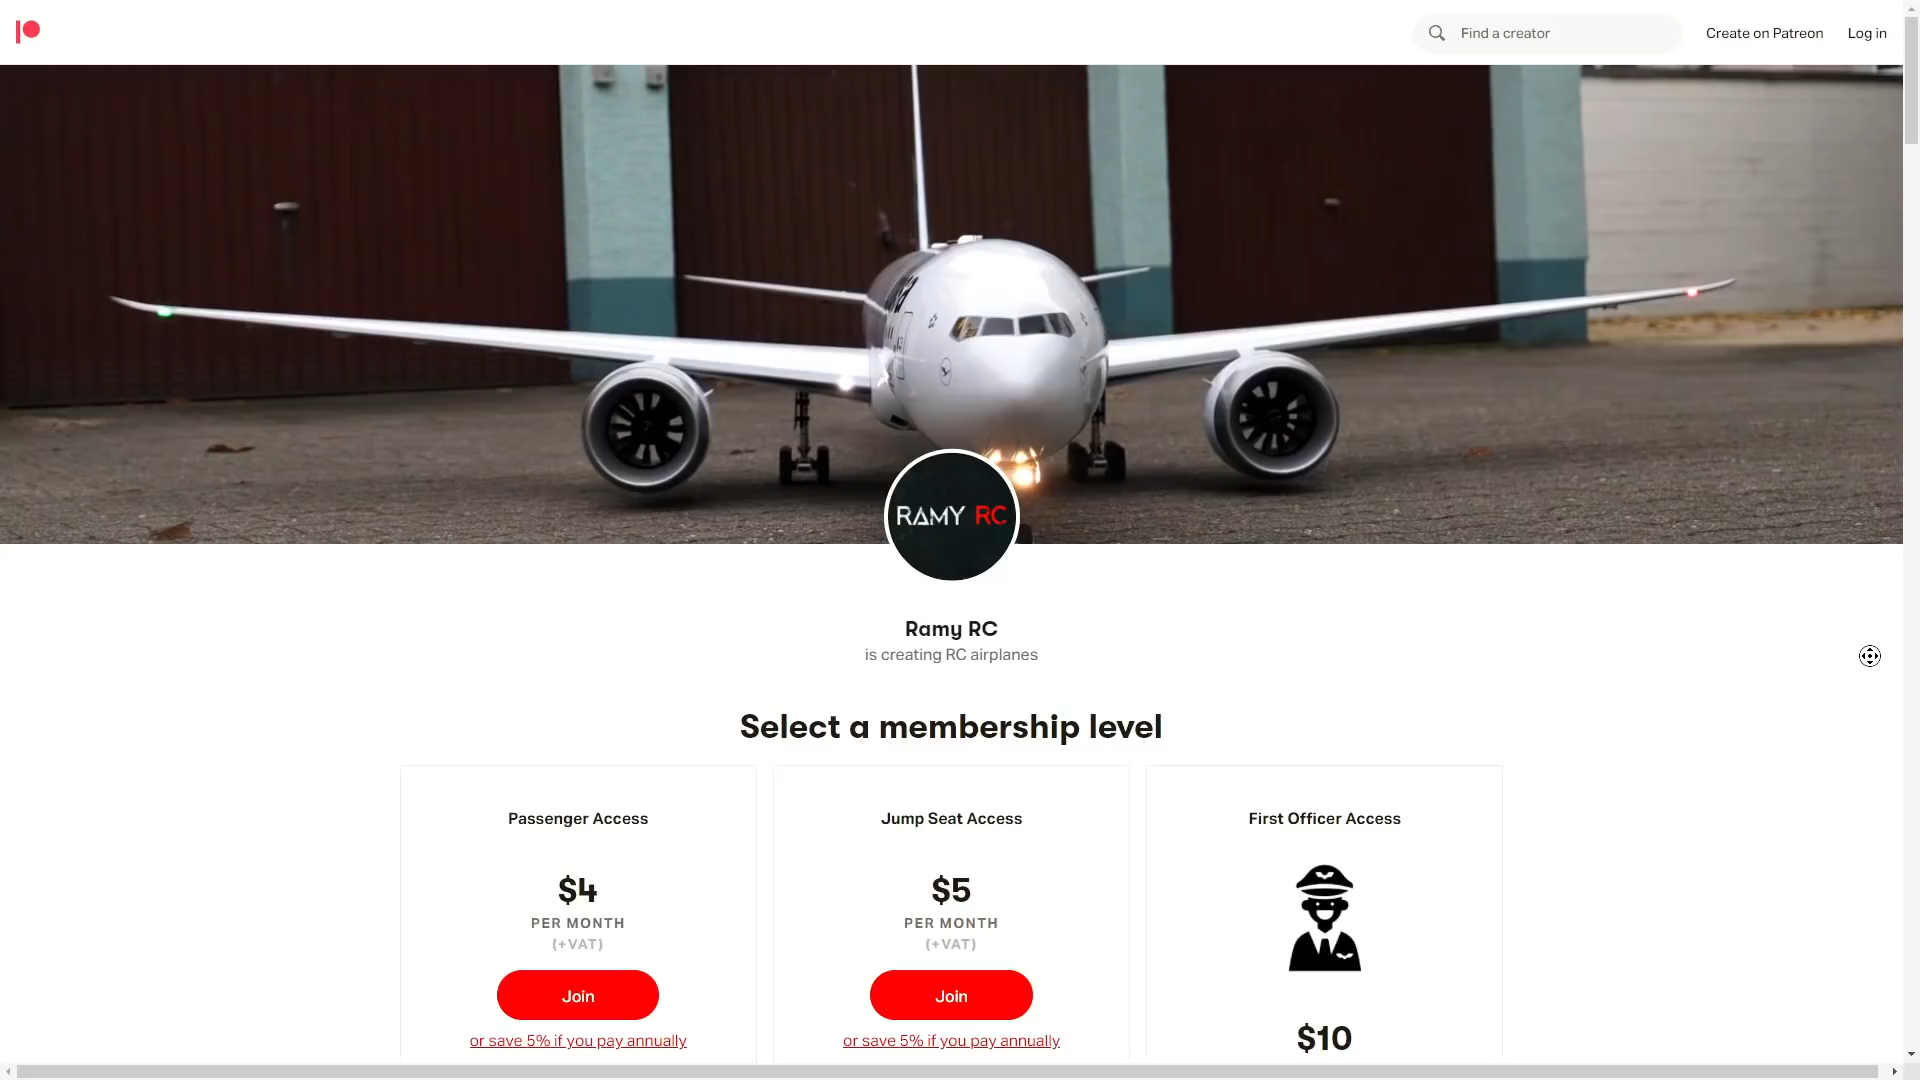 Find a creator
Create on Patreon
Log in
RAMY RC
Ramy RC
is creating RC airplanes
Select a membership level
Passenger Access
$4
PER MONTH
(+VAT)
Join
or save 5% if you pay annually
Jump Seat Access
$5
PER MONTH
(+VAT)
Join
or save 5% if you pay annually
First Officer Access
$10